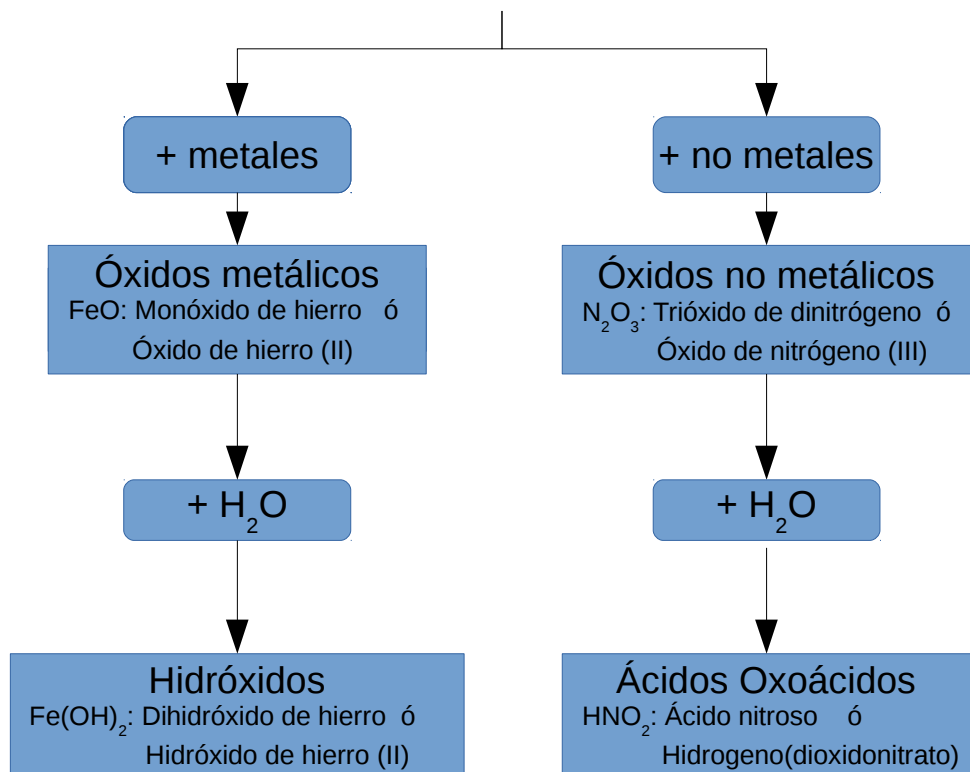 + metales
+ no metales
Óxidos metálicos
FeO: Monóxido de hierro ó
Óxido de hierro (II)
Óxidos no metálicos
N₂O₃: Trióxido de dinitrógeno ó
Óxido de nitrógeno (III)
+ H₂O
+ H₂O
Hidróxidos
Fe(OH)₂: Dihidróxido de hierro ó
Hidróxido de hierro (II)
Ácidos Oxoácidos
HNO₂: Ácido nitroso ó
Hidrogeno(dioxidonitrato)